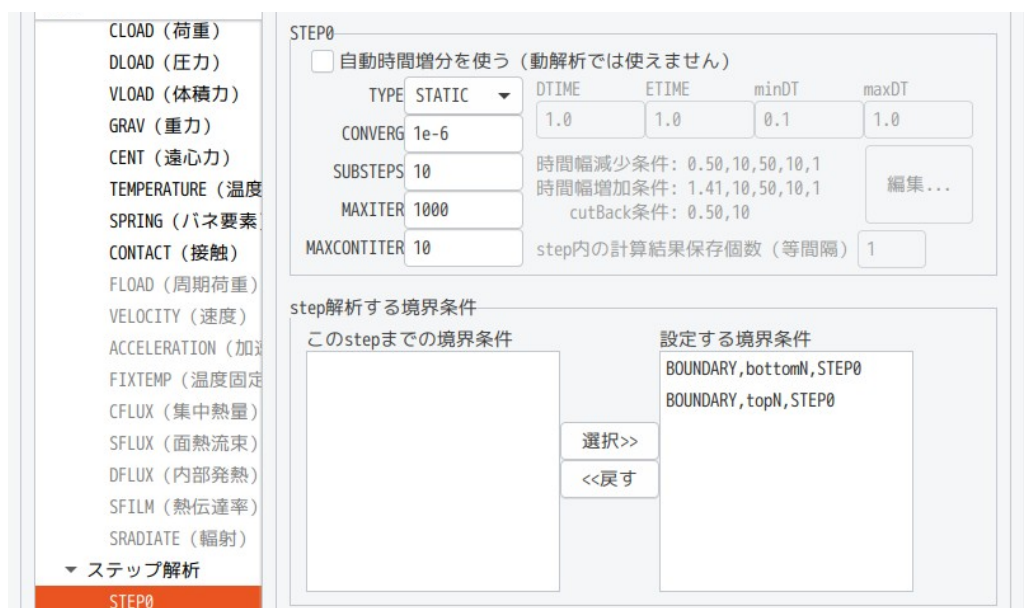 CLOAD (荷重)
DLOAD (圧力)
VLOAD (体積力)
GRAV (重力)
CENT (遠心力)
TEMPERATURE (温度
SPRING (バネ要素
CONTACT (接触)
FLOAD (周期荷重)
VELOCITY (速度)
ACCELERATION (加速
FIXTEMP (温度固定
CFLUX (集中熱量)
SFLUX (面熱流束)
DFLUX (内部発熱)
SFILM (熱伝達率)
SRADIATE (輻射)
ステップ解析
STEP0
STEP0
自動時間増分を使う (動解析では使えません)
TYPE STATIC
CONVERG 1e-6
SUBSTEPS 10
MAXITER 1000
MAXCONTITER 10
DTIME ETIME minDT maxDT
1.0 1.0 0.1 1.0
時間幅減少条件: 0.50,10,50,10,1
時間幅増加条件: 1.41,10,50,10,1
cutBack条件: 0.50,10
編集...
step内の計算結果保存個数 (等間隔) 1
step解析する境界条件
このstepまでの境界条件
選択>>
<<戻す
設定する境界条件
BOUNDARY,bottomN,STEP0
BOUNDARY,topN,STEP0